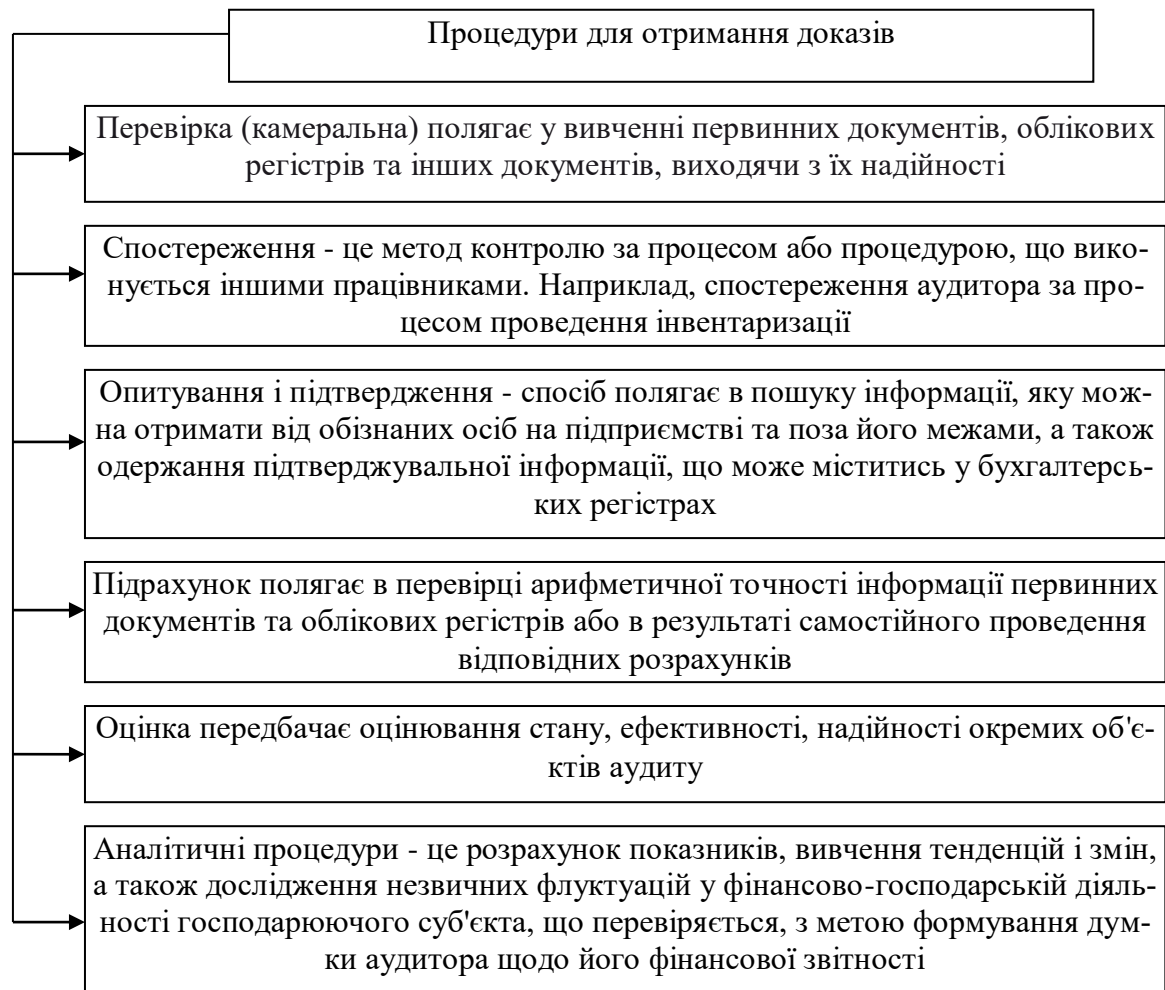 Процедури для отримання доказів
Перевірка (камеральна) полягає у вивченні первинних документів, облікових
регістрів та інших документів, виходячи з їх надійності
Спостереження - це метод контролю за процесом або процедурою, що вико-
нується іншими працівниками. Наприклад, спостереження аудитора за про-
цесом проведення інвентаризації
Опитування і підтвердження - спосіб полягає в пошуку інформації, яку мож-
на отримати від обізнаних осіб на підприємстві та поза його межами, а також
одержання підтверджувальної інформації, що може міститись у бухгалтерсь-
ких регістрах
Підрахунок полягає в перевірці арифметичної точності інформації первинних
документів та облікових регістрів або в результаті самостійного проведення
відповідних розрахунків
Оцінка передбачає оцінювання стану, ефективності, надійності окремих об'є-
ктів аудиту
Аналітичні процедури - це розрахунок показників, вивчення тенденцій і змін,
а також дослідження незвичних флуктуацій у фінансово-господарській діяль-
ності господарюючого суб'єкта, що перевіряється, з метою формування дум-
ки аудитора щодо його фінансової звітності